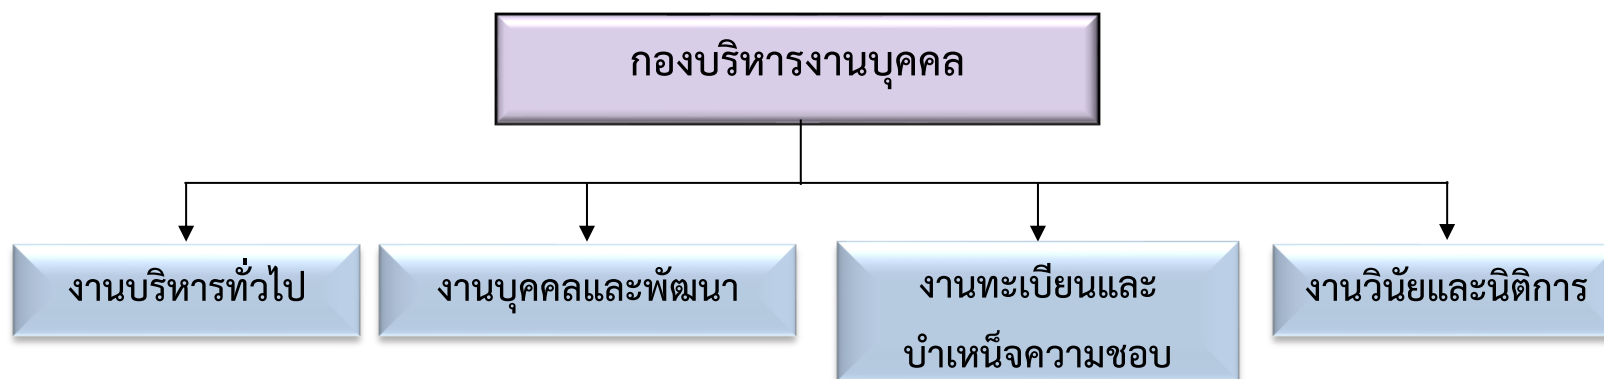 กองบริหารงานบุคคล
งานบริหารทั่วไป
งานบุคคลและพัฒนา
งานทะเบียนและ
บำเหน็จความชอบ
งานวินัยและนิติการ